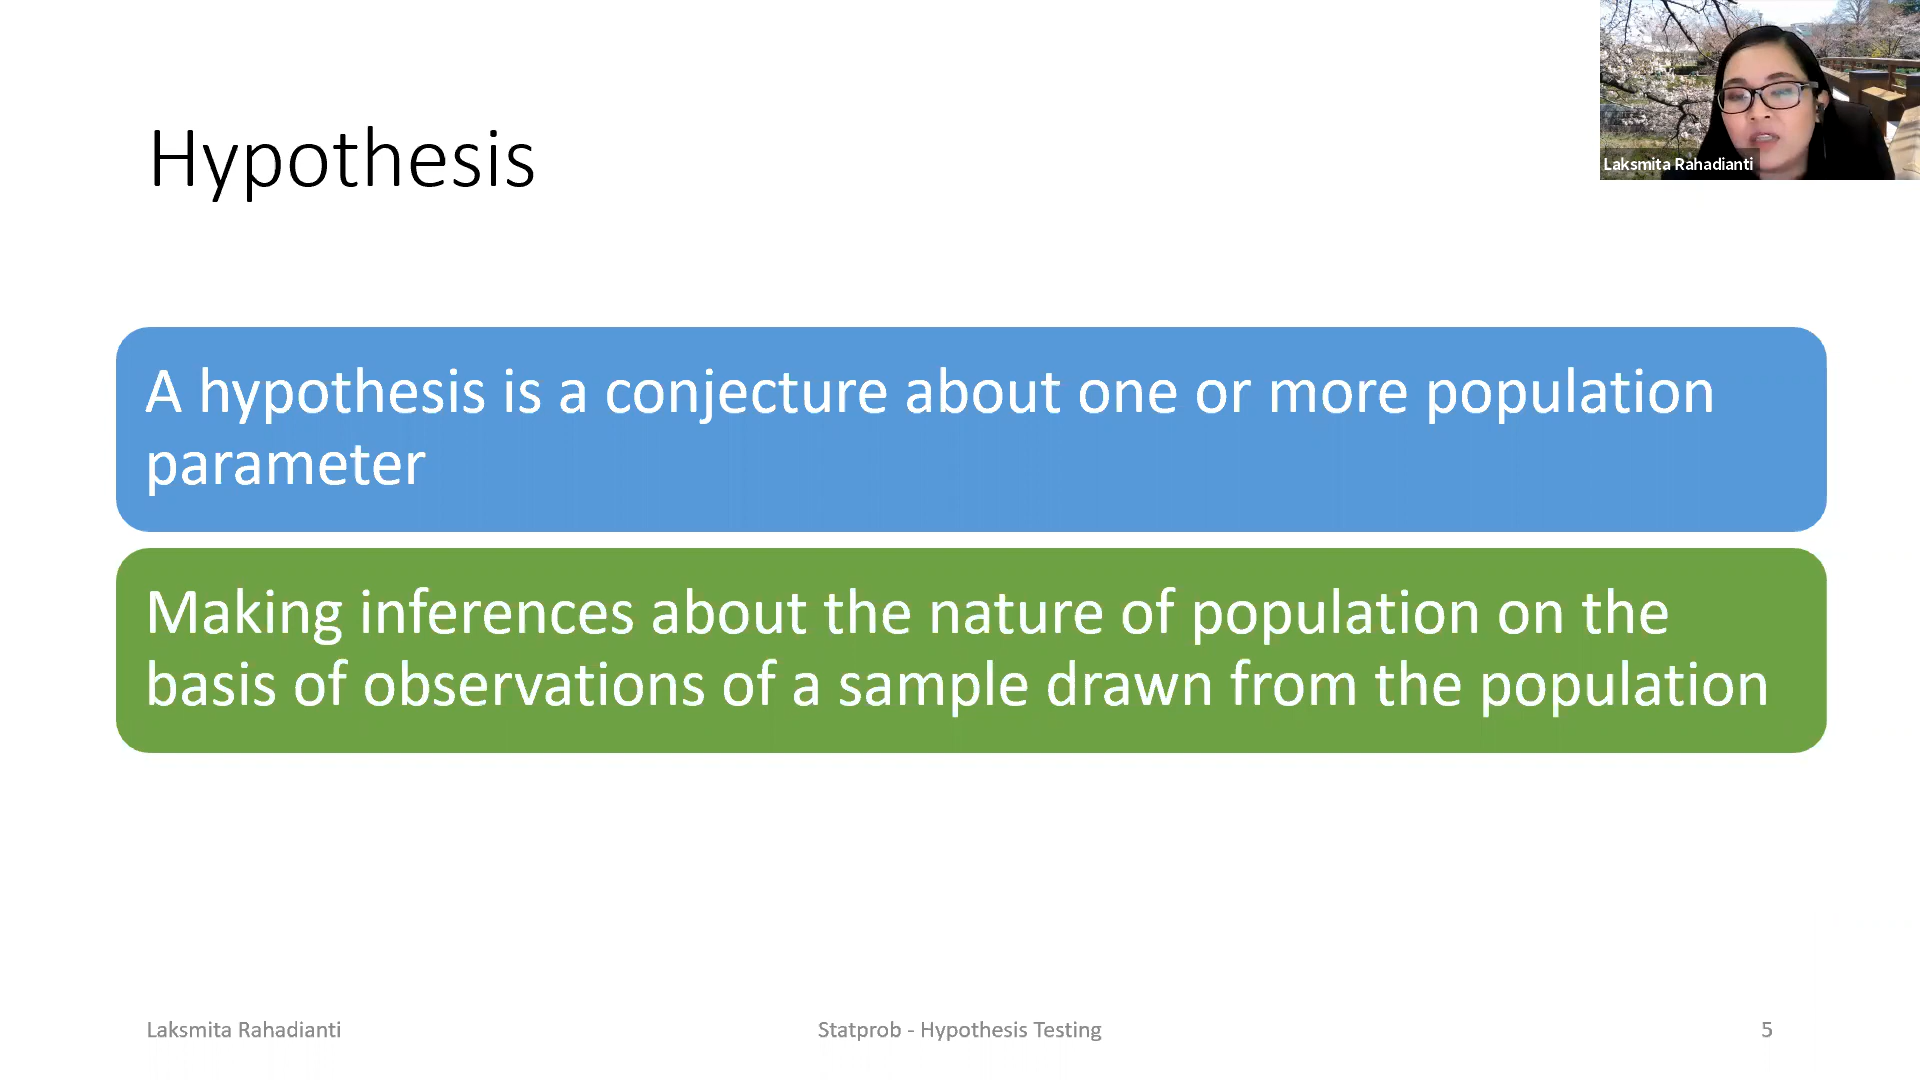 Laksmita Rahadianti
Hypothesis
A hypothesis is a conjecture about one or more population
parameter
Making inferences about the nature of population on the
basis of observations of a sample drawn from the population
Laksmita Rahadianti
Statprob - Hypothesis Testing
5